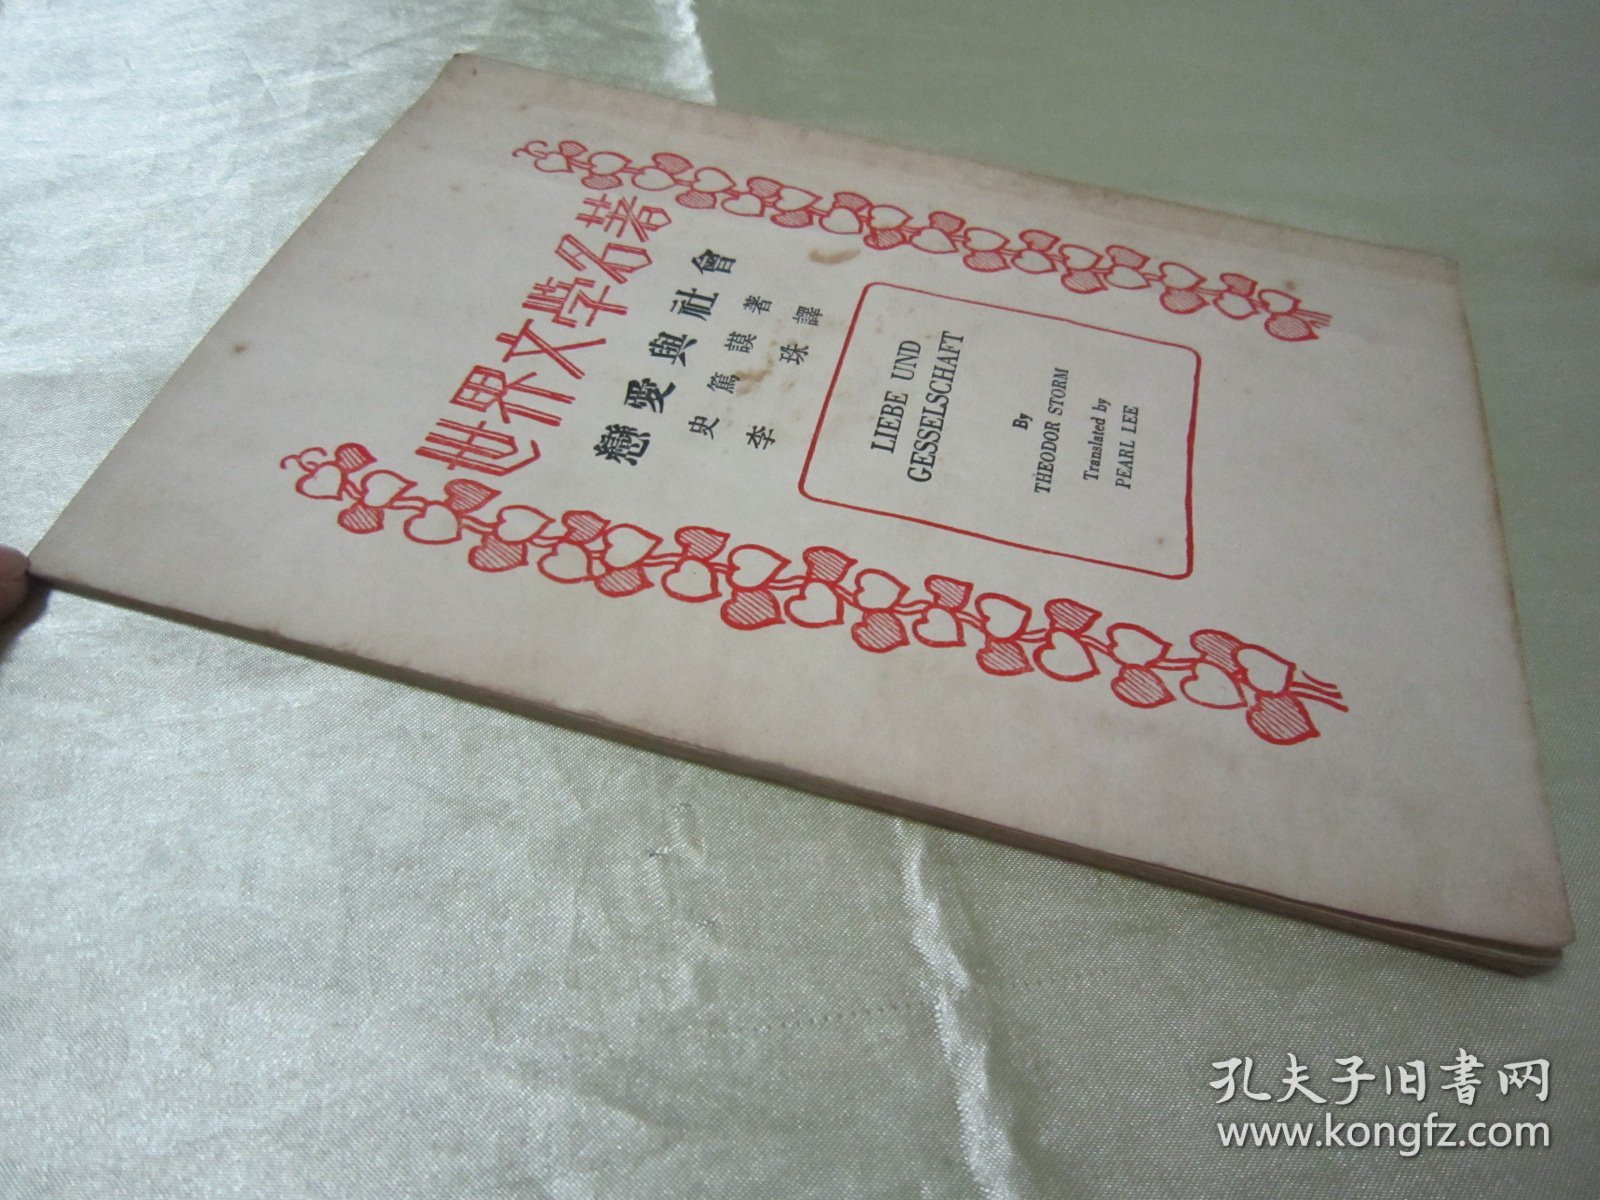 世界文學名著
戀愛與社會
史篤謨著
李珠譯
LIEBE UND
GESSELSCHAFT
By
THEODOR STORM
Translated by
PEARL LEE
孔夫子旧書网
www.kongfz.com